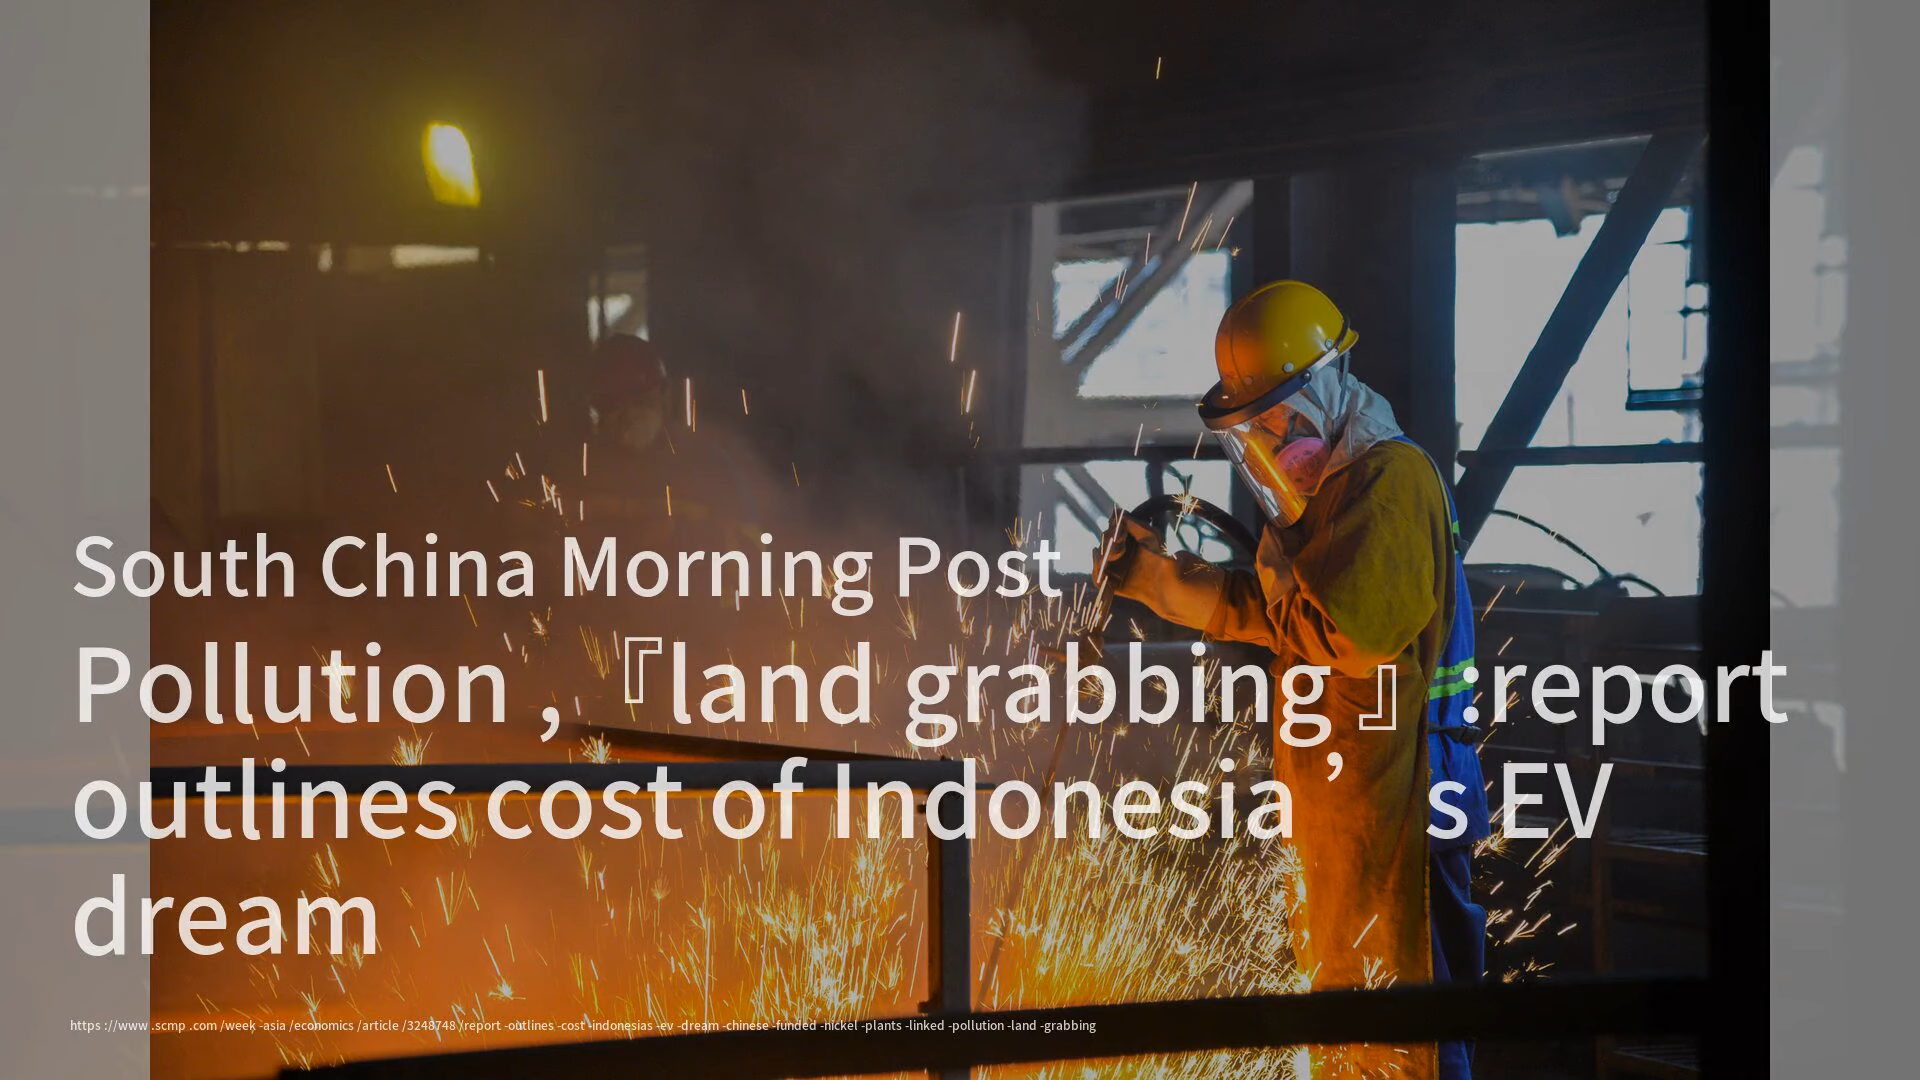 South China Morning Post
Pollution , 『land grabbing』 :report
outlines cost of Indonesia’s EV
dream
https ://www .scmp .com /week -asia /economics /article /3248748 /report -outlines -cost -indonesias -ev -dream -chinese -funded -nickel -plants -linked -pollution -land -grabbing